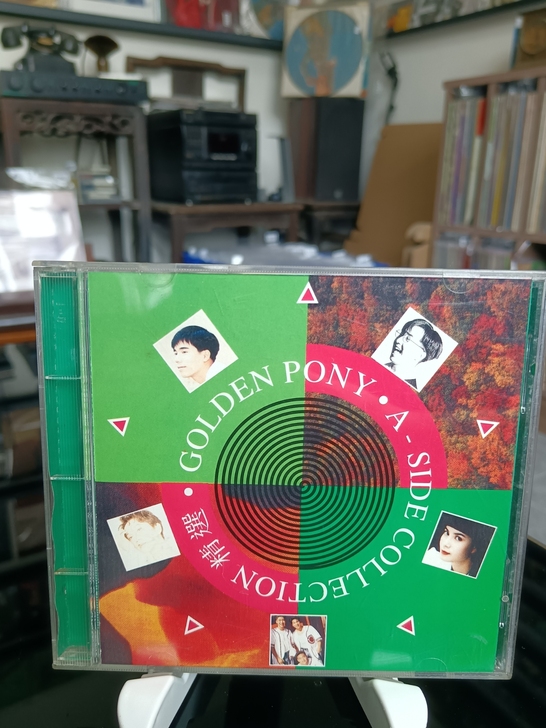 GOLDEN PONY • A - SIDE COLLECTION 精選 •